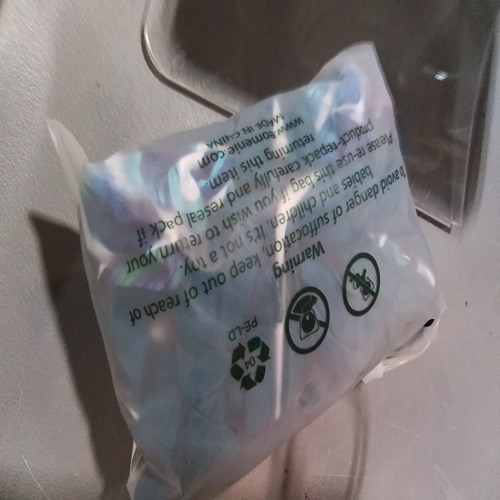 04
PE-LD
Warning
To avoid danger of suffocation, keep out of reach of
babies and children. It's not a toy.
Please re-use this bag if you wish to return your
product-repack carefully and reseal pack if
returning this item.
www.romenie.com
MADE IN CHINA